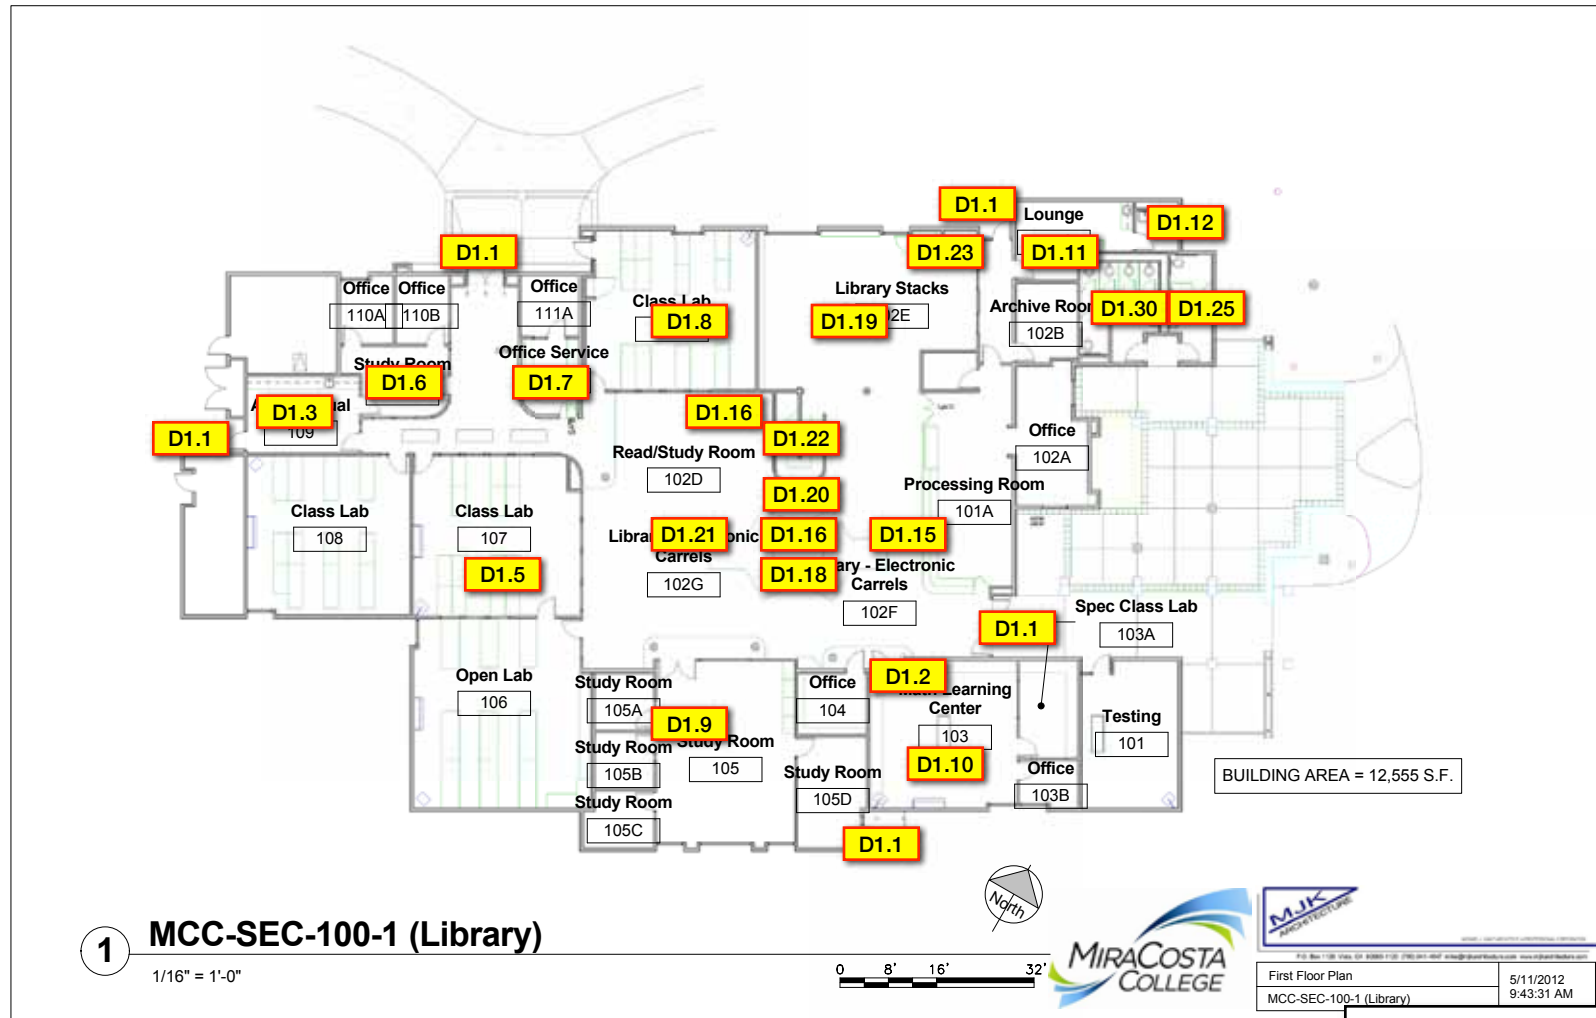 D1.1
Lounge
D1.12
D1.1
D1.23
D1.11
Office
110A
Office
110B
Office
111A
Class Lab
D1.8
Library Stacks
D1.19
Archive Room
102B
D1.30
D1.25
Office Service
D1.7
Study Room
D1.6
D1.3
109
D1.1
D1.16
D1.22
Read/Study Room
102D
Office
102A
D1.20
Processing Room
101A
Class Lab
108
Class Lab
107
D1.5
D1.21
Carrels
102G
D1.16
D1.18
D1.15
Electronic
Carrels
102F
D1.1
Spec Class Lab
103A
Open Lab
106
Study Room
105A
D1.9
Study Room
105
Study Room
105B
Study Room
105C
Office
104
D1.2
Math Learning
Center
103
D1.10
Study Room
105D
Office
103B
Testing
101
D1.1
BUILDING AREA = 12,555 S.F.
North
1
MCC-SEC-100-1 (Library)
1/16" = 1'-0"
0 8' 16' 32'
MIRACOSTA
COLLEGE
MJK
ARCHITECTURE
First Floor Plan
MCC-SEC-100-1 (Library)
5/11/2012
9:43:31 AM